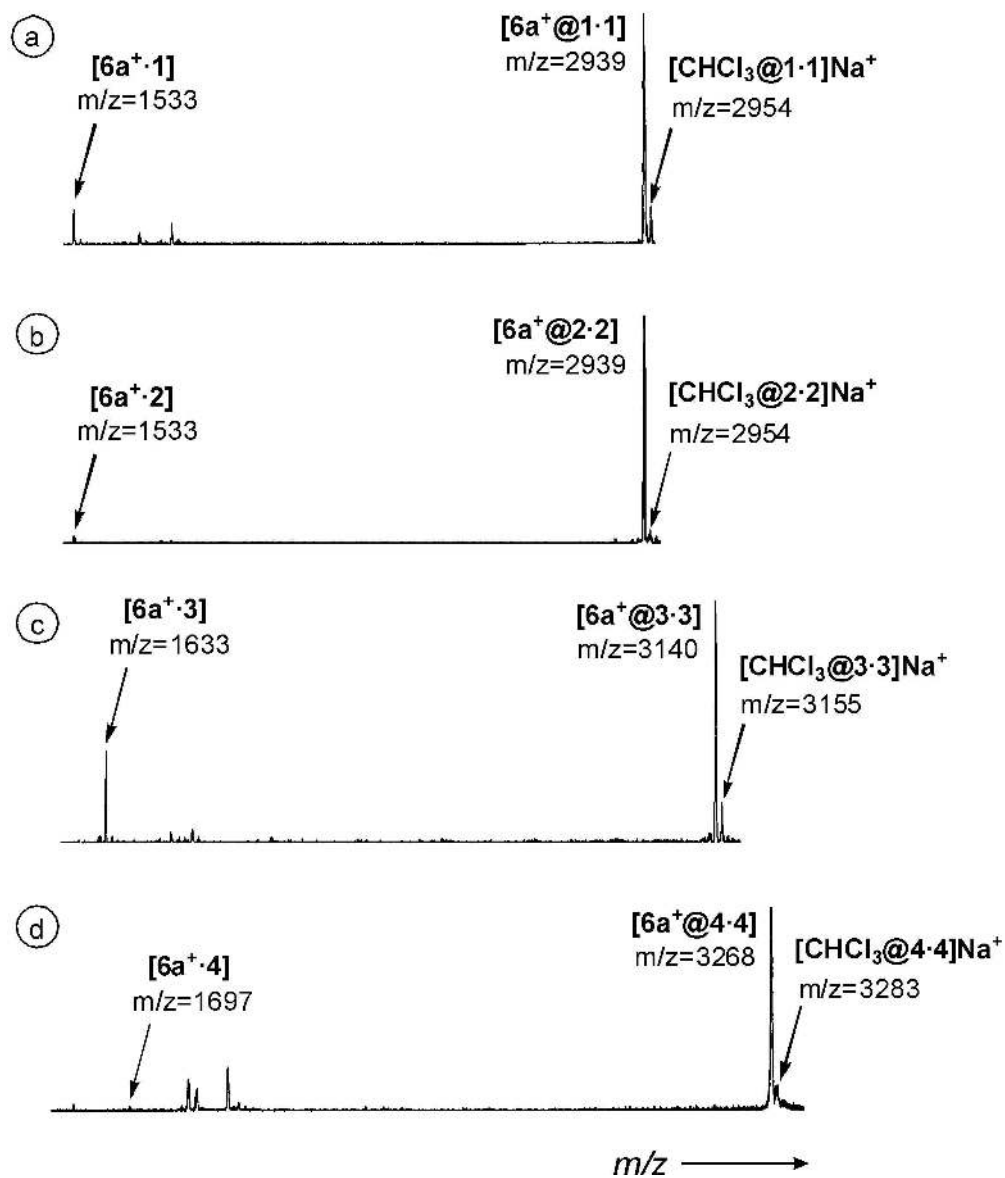 a
[6a⁺·1]
m/z=1533
[6a⁺@1·1]
m/z=2939
[CHCl₃@1·1]Na⁺
m/z=2954
b
[6a⁺·2]
m/z=1533
[6a⁺@2·2]
m/z=2939
[CHCl₃@2·2]Na⁺
m/z=2954
c
[6a⁺·3]
m/z=1633
[6a⁺@3·3]
m/z=3140
[CHCl₃@3·3]Na⁺
m/z=3155
d
[6a⁺·4]
m/z=1697
[6a⁺@4·4]
m/z=3268
[CHCl₃@4·4]Na⁺
m/z=3283
m/z